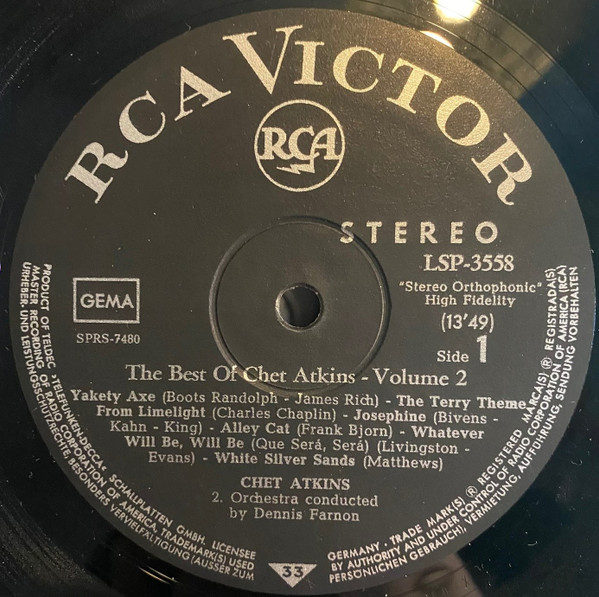 RCA VICTOR
RCA
STEREO
LSP-3558
"Stereo Orthophonic"
High Fidelity
(13'49)
Side 1
GEMA
SPRS-7480
The Best Of Chet Atkins - Volume 2
Yakety Axe (Boots Randolph - James Rich) - The Terry Theme
From Limelight (Charles Chaplin) - Josephine (Bivens -
Kahn - King) - Alley Cat (Frank Bjorn) - Whatever
Will Be, Will Be (Que Será, Será) (Livingston -
Evans) - White Silver Sands (Matthews)
CHET ATKINS
2. Orchestra conducted
by Dennis Farnon
33
PRODUCT OF TELDEC »TELEFUNKEN-DECCA« SCHALLPLATTEN GMBH. LICENSEE
MASTER RECORDING OF RADIO CORPORATION OF AMERICA. TRADEMARK(S) USED
URHEBER- UND LEISTUNGSSCHUTZRECHTE, BESONDERS VERVIELFÄLTIGUNG (AUSSER ZUM
GERMANY · TRADE MARK(S) ® REGISTERED · MARCA(S) ® REGISTRADA(S)
BY AUTHORITY AND UNDER CONTROL OF RADIO CORPORATION OF AMERICA (RCA)
PERSÖNLICHEN GEBRAUCH), VERMIETUNG, AUFFÜHRUNG, SENDUNG VORBEHALTEN